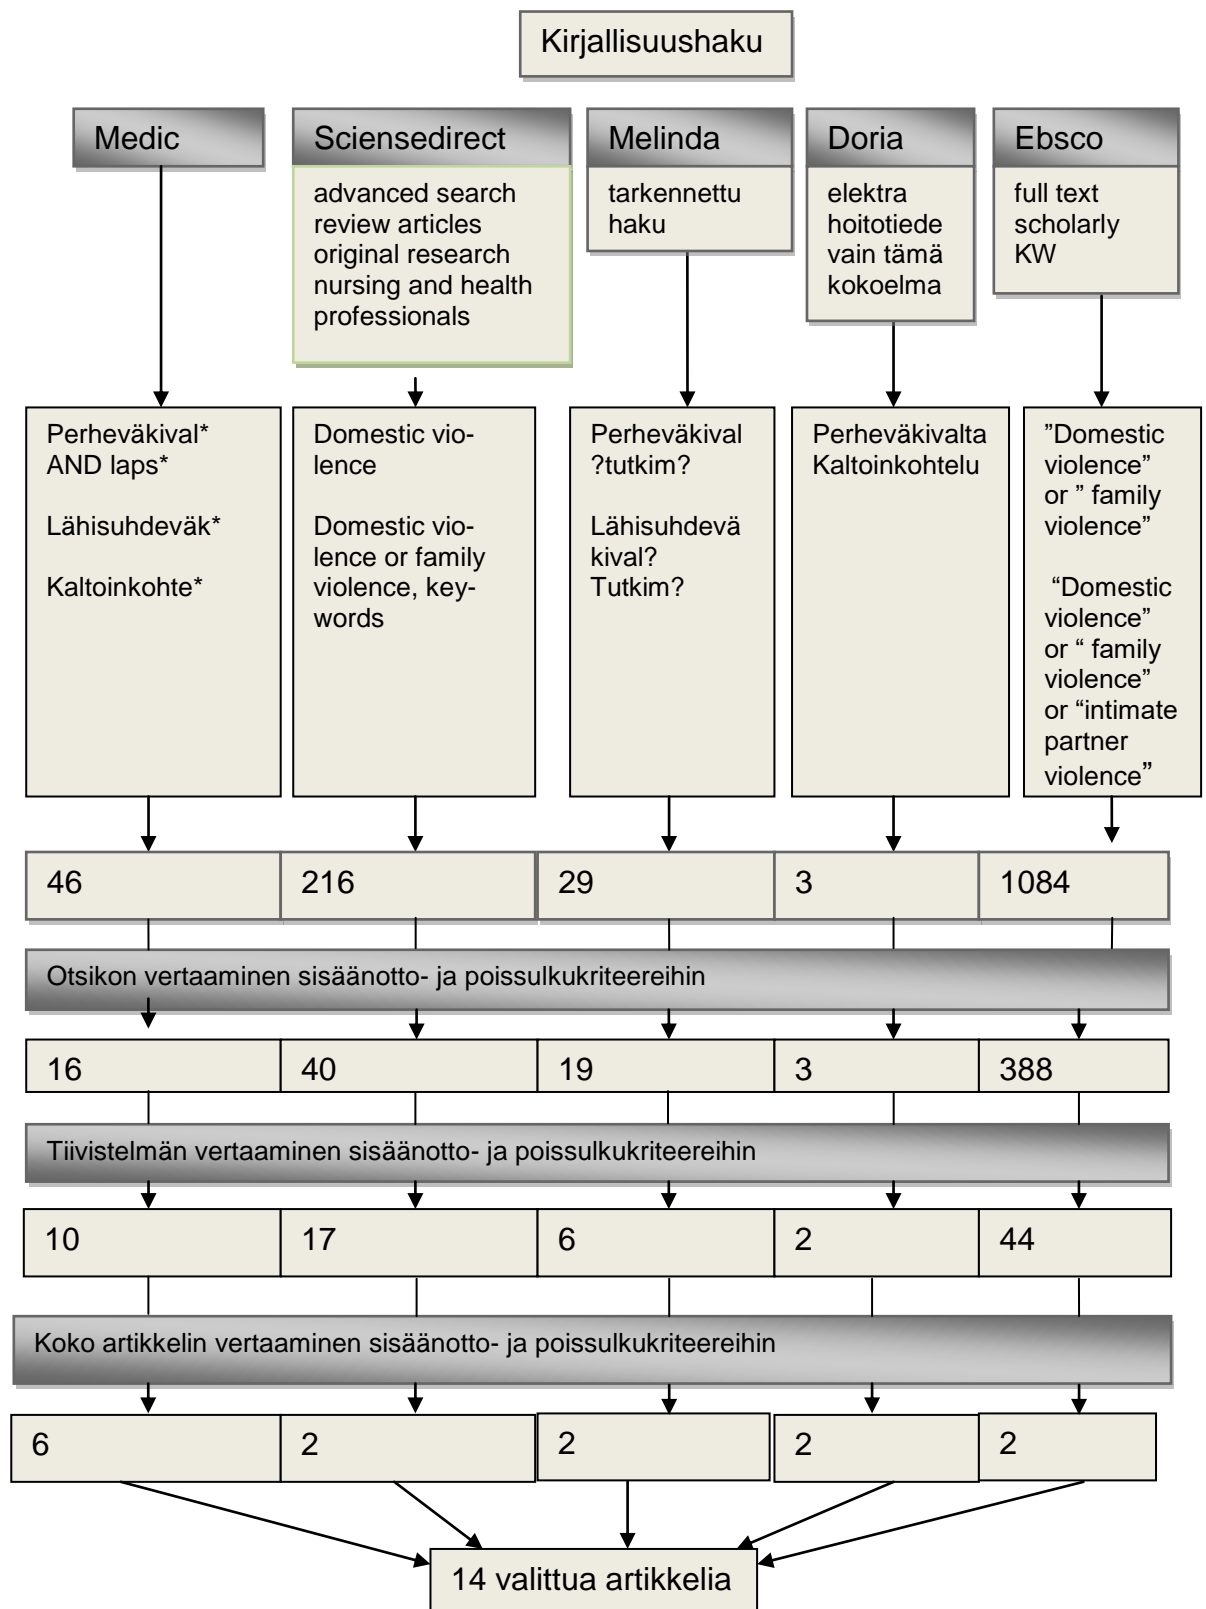 Kirjallisuushaku
Medic
Sciensedirect
advanced search
review articles
original research
nursing and health
professionals
Melinda
tarkennettu
haku
Doria
elektra
hoitotiede
vain tämä
kokoelma
Ebsco
full text
scholarly
KW
Perheväkival*
AND laps*
Lähisuhdeväk*
Kaltoinkohte*
Domestic vio-
lence
Domestic vio-
lence or family
violence, key-
words
Perheväkival
?tutkim?
Lähisuhdevä
kival?
Tutkim?
Perheväkivalta
Kaltoinkohtelu
”Domestic
violence”
or ” family
violence”
“Domestic
violence”
or “ family
violence”
or “intimate
partner
violence”
46
216
29
3
1084
Otsikon vertaaminen sisäänotto- ja poissulkukriteereihin
16
40
19
3
388
Tiivistelmän vertaaminen sisäänotto- ja poissulkukriteereihin
10
17
6
2
44
Koko artikkelin vertaaminen sisäänotto- ja poissulkukriteereihin
6
2
2
2
2
14 valittua artikkelia